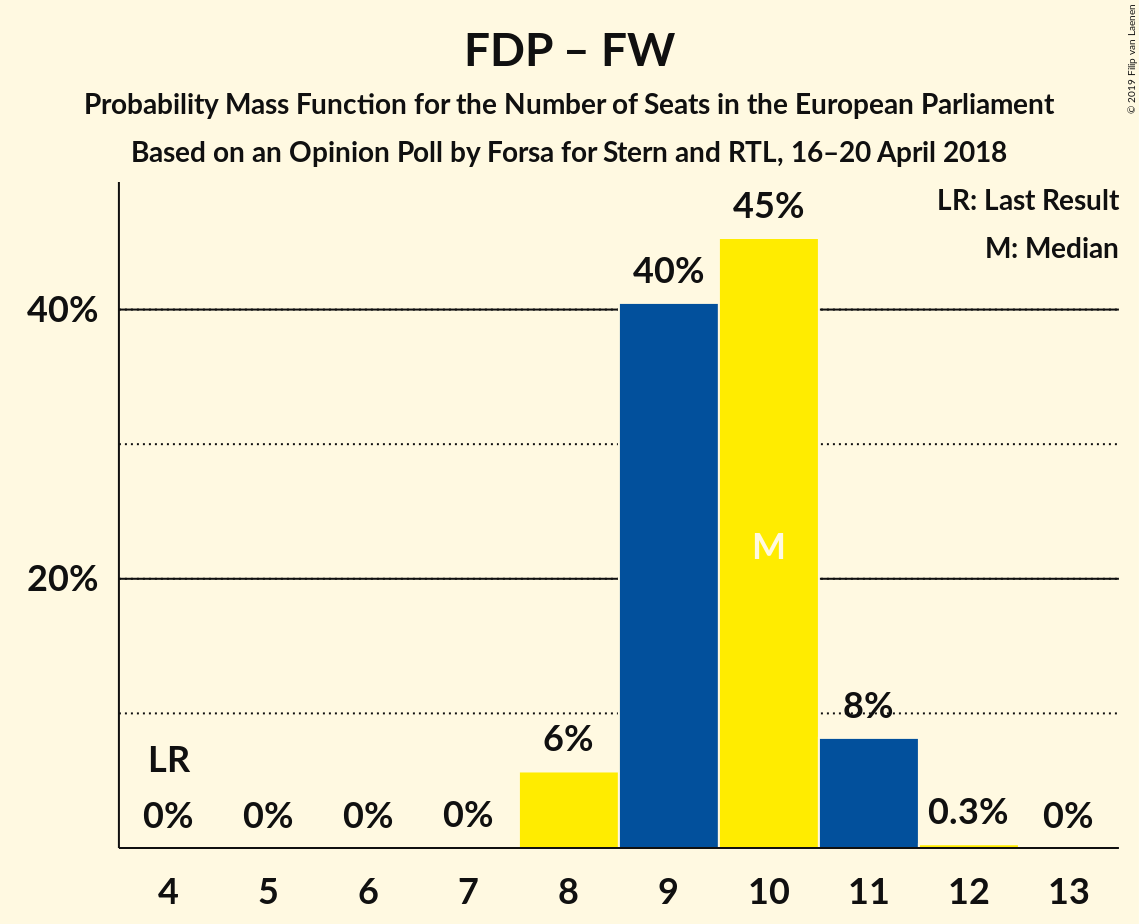 FDP – FW
Probability Mass Function for the Number of Seats in the European Parliament
Based on an Opinion Poll by Forsa for Stern and RTL, 16–20 April 2018
© 2019 Filip van Laenen
LR: Last Result
M: Median
45%
40%
40%
M
20%
8%
6%
LR
0% 0% 0% 0% 0.3% 0%
4 5 6 7 8 9 10 11 12 13